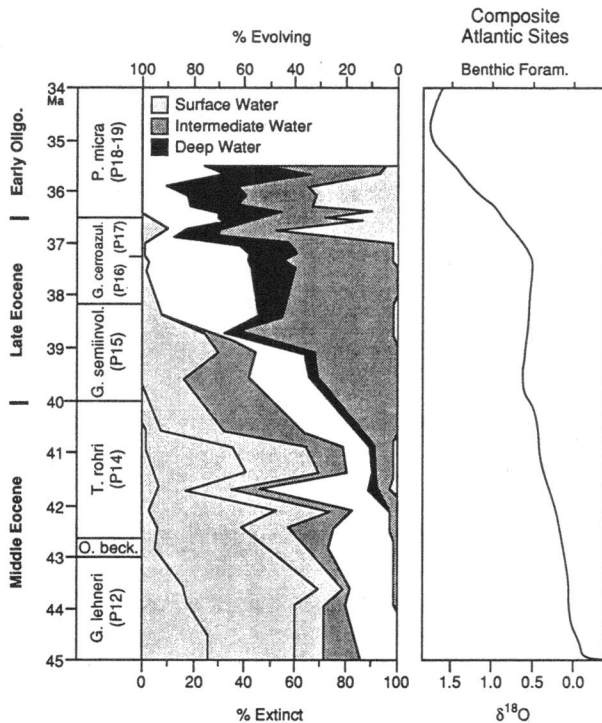 Composite
Atlantic Sites
% Evolving
Benthic Foram.
100 80 60 40 20 0
34
Ma
35
36
37
38
39
40
41
42
43
44
45
Early Oligo.
Late Eocene
Middle Eocene
P. micra
(P18-19)
G. cerroazul.
(P16) (P17)
G. semiinvol.
(P15)
T. rohri
(P14)
O. beck.
G. lehneri
(P12)
Surface Water
Intermediate Water
Deep Water
0 20 40 60 80 100
% Extinct
1.5 1.0 0.5 0.0
δ18O